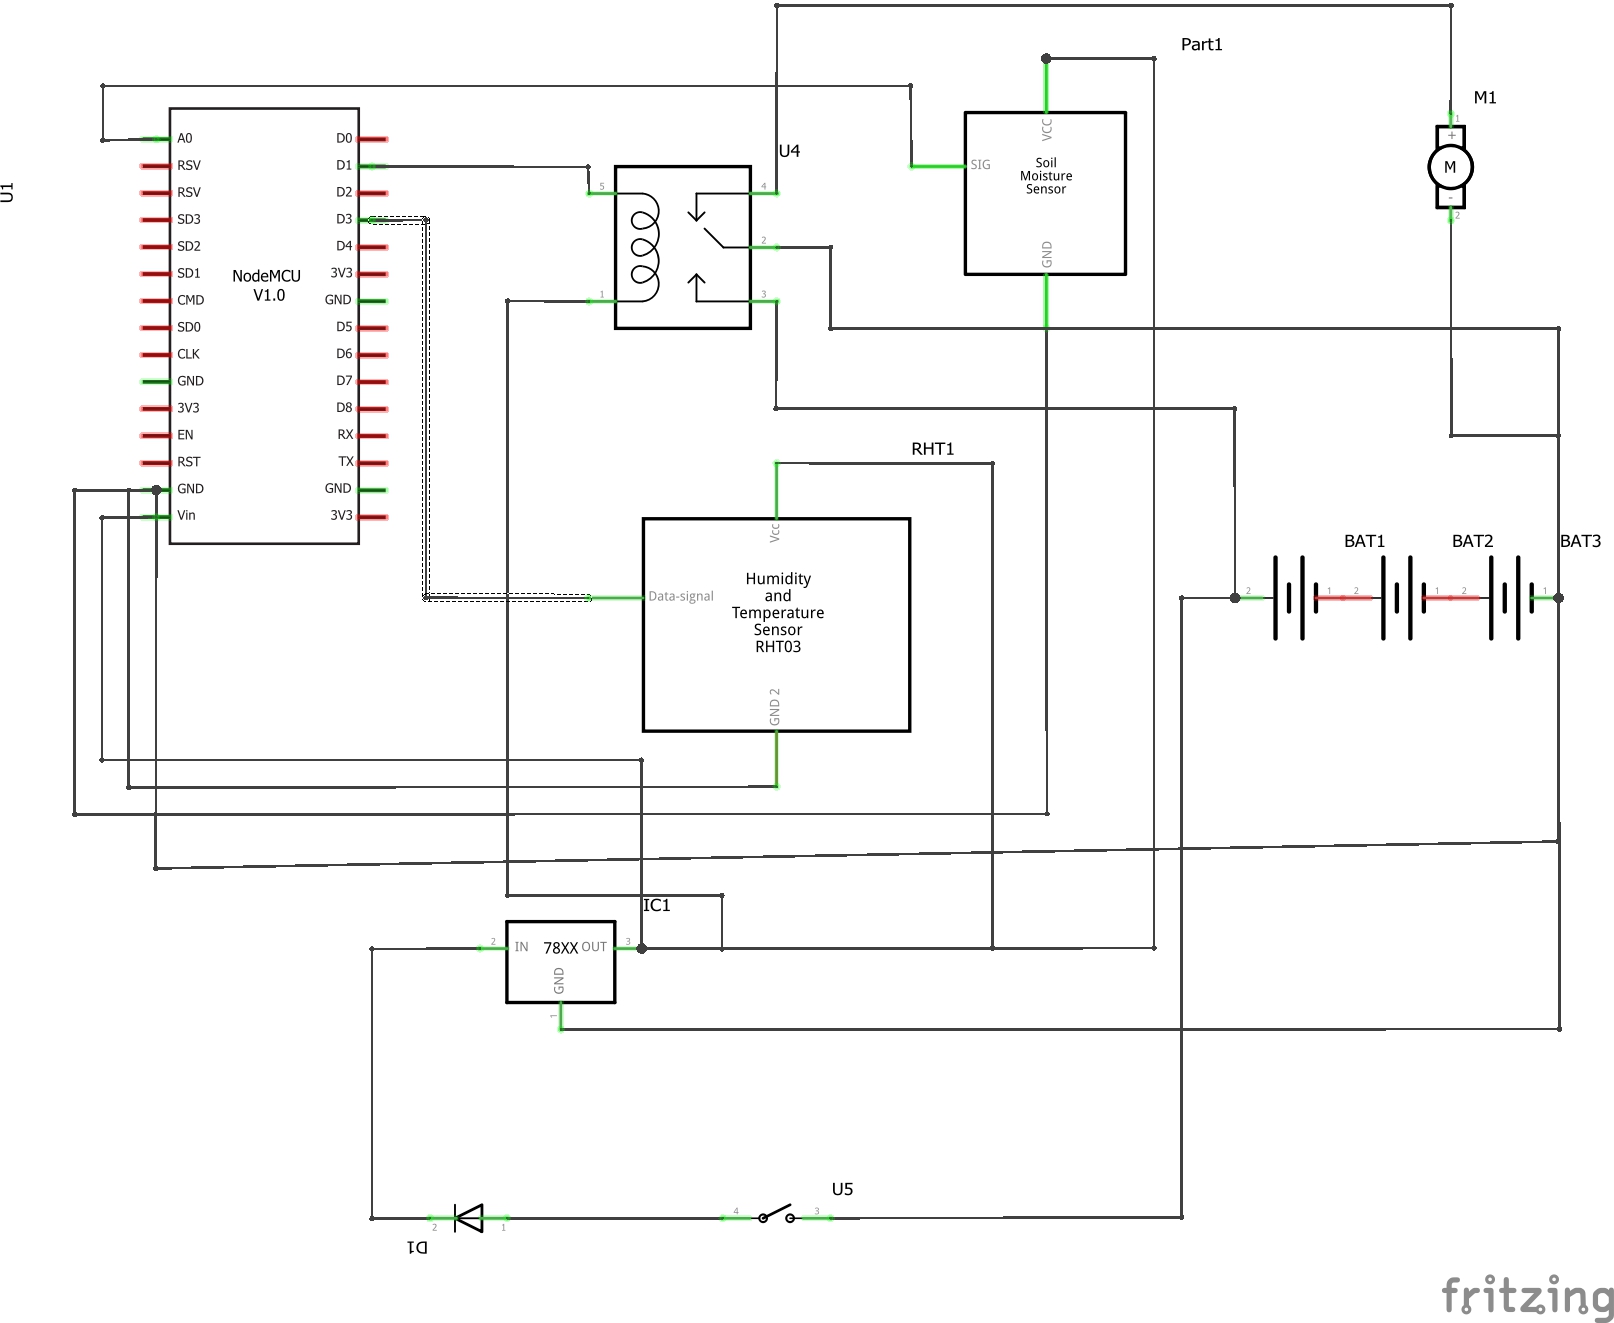 Part1
M1
U1
A0
RSV
RSV
SD3
SD2
SD1
CMD
SD0
CLK
GND
3V3
EN
RST
GND
Vin
NodeMCU
V1.0
D0
D1
D2
D3
D4
3V3
GND
D5
D6
D7
D8
RX
TX
GND
3V3
U4
5
1
4
2
3
VCC
SIG
Soil
Moisture
Sensor
GND
1
+
M
-
2
RHT1
Vcc
Data-signal
Humidity
and
Temperature
Sensor
RHT03
GND 2
BAT1
BAT2
BAT3
2
1
2
1
2
1
IC1
2
IN
78XX
OUT
3
GND
1
U5
4
3
2
1
D1
fritzing